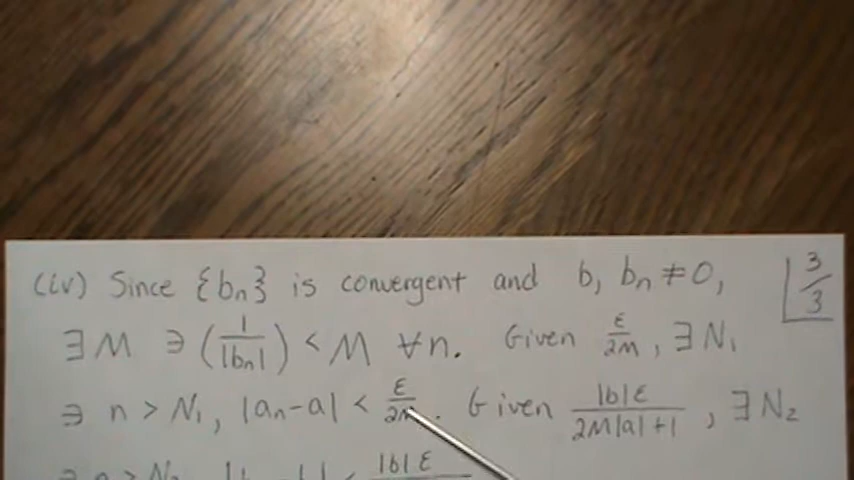 (iv) Since {bₙ} is convergent and b, bₙ ≠ 0,
3/3
∃M ∋ (1/|bₙ|) < M ∀n. Given ε/2M, ∃N₁
∋ n > N₁, |aₙ-a| < ε/2M. Given |b|ε/2M|a|+1, ∃N₂
|b|ε